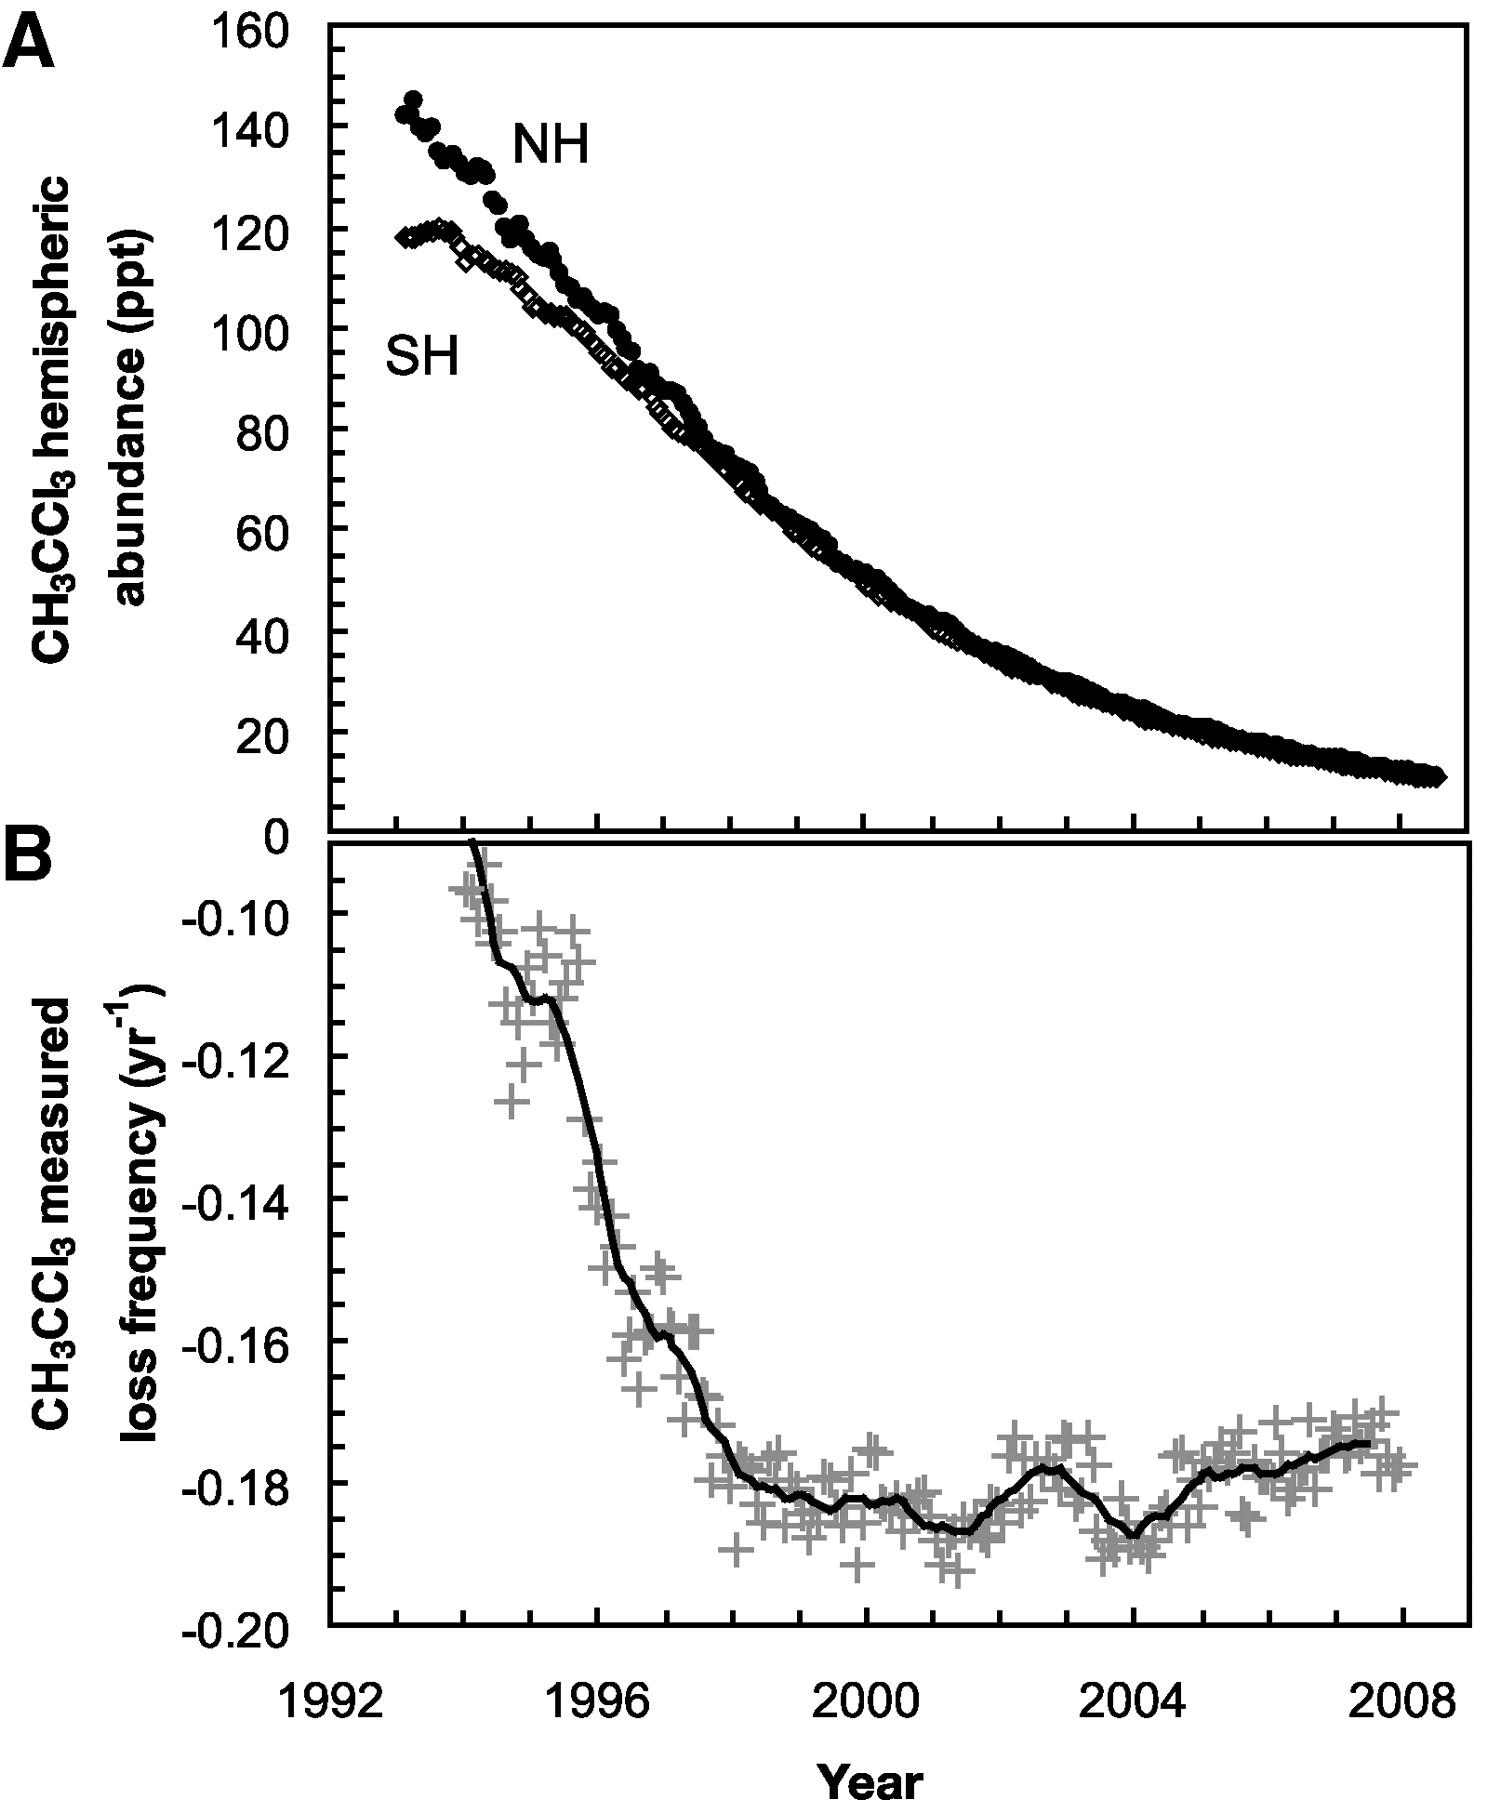 A
160
140
120
100
80
60
40
20
0
CH₃CCl₃ hemispheric
abundance (ppt)
NH
SH
B
-0.10
-0.12
-0.14
-0.16
-0.18
-0.20
CH₃CCl₃ measured
loss frequency (yr⁻¹)
1992 1996 2000 2004 2008
Year